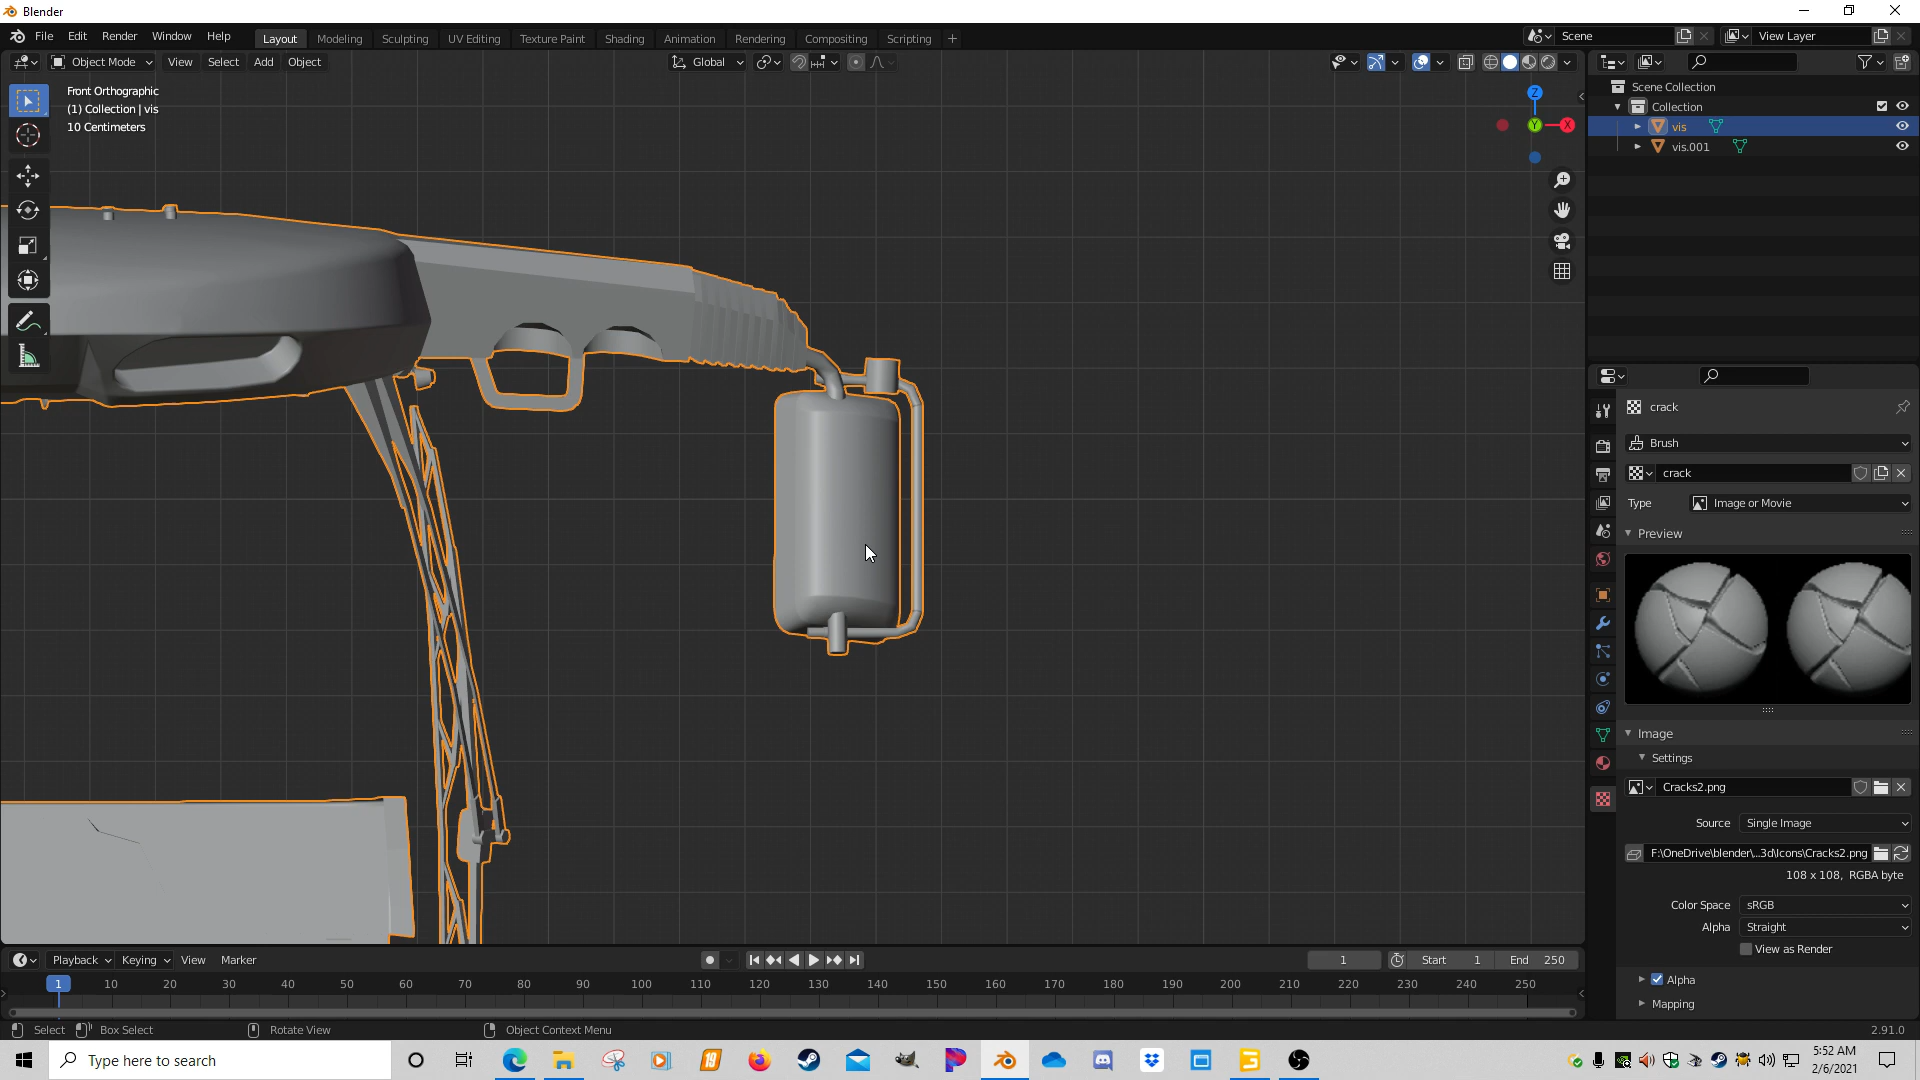 Blender
File Edit Render Window Help
Layout Modeling Sculpting UV Editing Texture Paint Shading Animation Rendering Compositing Scripting +
Scene
View Layer
Object Mode View Select Add Object
Global
Front Orthographic
(1) Collection | vis
10 Centimeters
Z
Y
X
Scene Collection
Collection
vis
vis.001
crack
Brush
crack
Type Image or Movie
Preview
Image
Settings
Cracks2.png
Source Single Image
F:\OneDrive\blender\...3d\Icons\Cracks2.png
108 x 108, RGBA byte
Color Space sRGB
Alpha Straight
View as Render
Alpha
Mapping
Playback Keying View Marker
1 Start 1 End 250
1 10 20 30 40 50 60 70 80 90 100 110 120 130 140 150 160 170 180 190 200 210 220 230 240 250
Select Box Select Rotate View Object Context Menu 2.91.0
Type here to search
19
5:52 AM
2/6/2021